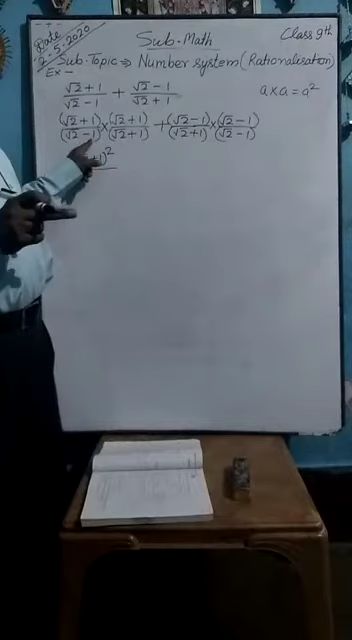 Date
2-5-2020
Sub-Math
Class 9th
Sub-Topic ⇒ Number system (Rationalisation)
Ex-
(√2+1)/(√2-1) + (√2-1)/(√2+1)
a×a = a²
(√2+1)/(√2-1) × (√2+1)/(√2+1) + (√2-1)/(√2+1) × (√2-1)/(√2-1)
1)²